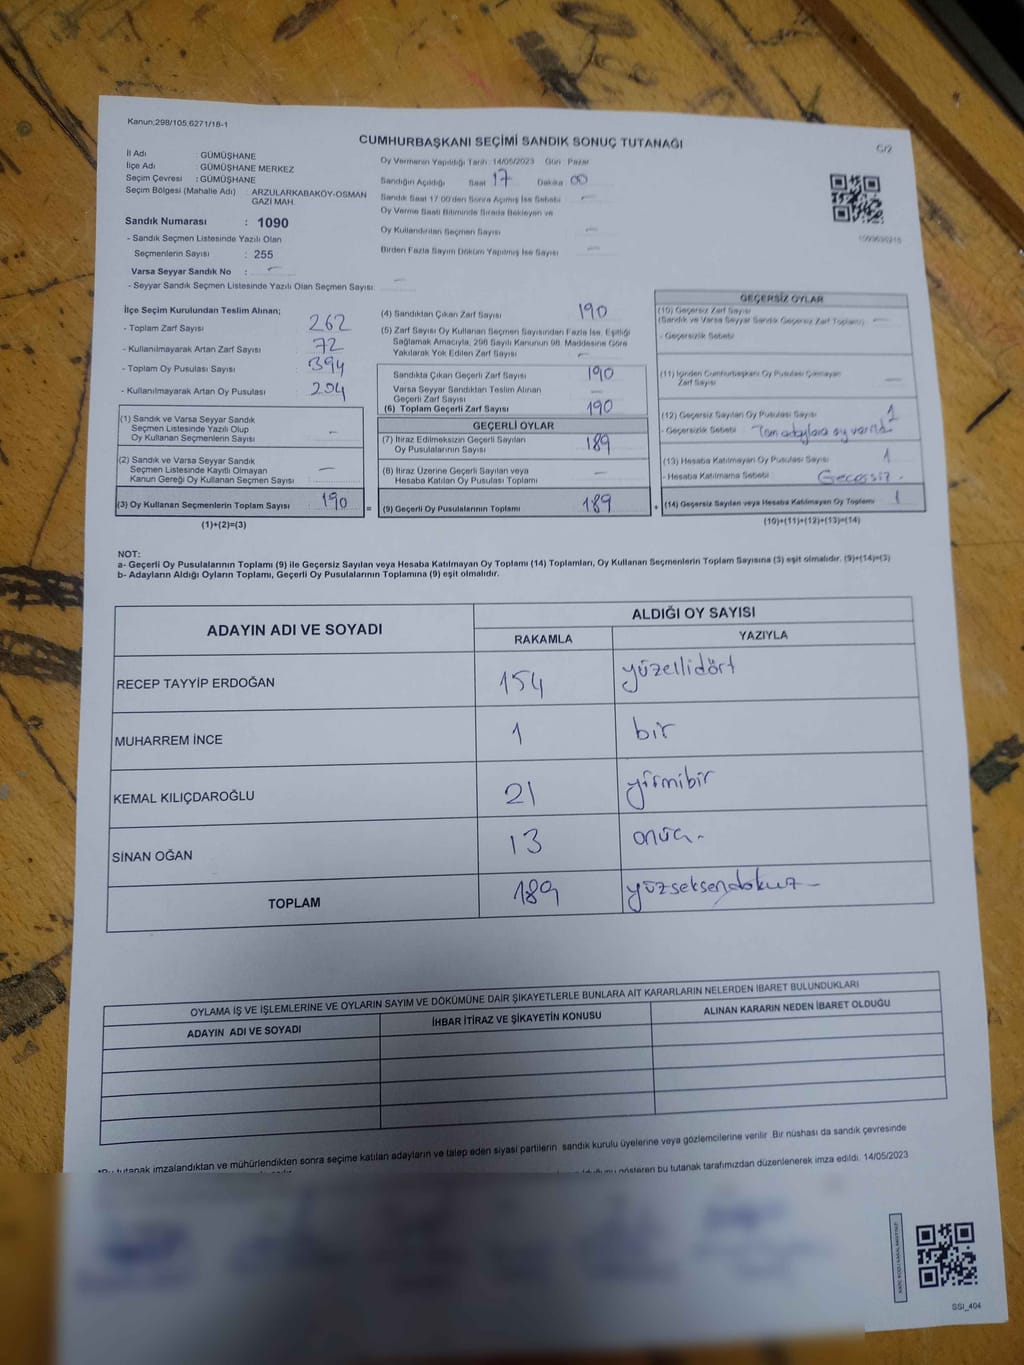 Kanun;298/105,6271/18-1
CUMHURBAŞKANI SEÇİMİ SANDIK SONUÇ TUTANAĞI
C/2
İl Adı : GÜMÜŞHANE
İlçe Adı : GÜMÜŞHANE MERKEZ
Seçim Çevresi : GÜMÜŞHANE
Seçim Bölgesi (Mahalle Adı) : ARZULARKABAKÖY-OSMAN GAZI MAH.
Sandık Numarası : 1090
- Sandık Seçmen Listesinde Yazılı Olan
Seçmenlerin Sayısı : 255
Varsa Seyyar Sandık No : —
- Seyyar Sandık Seçmen Listesinde Yazılı Olan Seçmen Sayısı: —
Oy Vermenin Yapıldığı Tarih : 14/05/2023 Gün : Pazar
Sandığın Açıldığı Saat 17 Dakika 00
Sandık Saat 17.00'den Sonra Açılmış İse Sebebi —
Oy Verme Saati Bitiminde Sırada Bekleyen ve
Oy Kullandırılan Seçmen Sayısı —
Birden Fazla Sayım Döküm Yapılmış İse Sayısı —
İlçe Seçim Kurulundan Teslim Alınan;
- Toplam Zarf Sayısı 262
- Kullanılmayarak Artan Zarf Sayısı 72
- Toplam Oy Pusulası Sayısı 394
- Kullanılmayarak Artan Oy Pusulası 204
(1) Sandık ve Varsa Seyyar Sandık
Seçmen Listesinde Yazılı Olup
Oy Kullanan Seçmenlerin Sayısı —
(2) Sandık ve Varsa Seyyar Sandık
Seçmen Listesinde Kayıtlı Olmayan
Kanun Gereği Oy Kullanan Seçmen Sayısı —
(3) Oy Kullanan Seçmenlerin Toplam Sayısı 190 =
(1)+(2)=(3)
(4) Sandıktan Çıkan Zarf Sayısı 190
(5) Zarf Sayısı Oy Kullanan Seçmen Sayısından Fazla İse, Eşitliği
Sağlamak Amacıyla, 298 Sayılı Kanunun 98. Maddesine Göre
Yakılarak Yok Edilen Zarf Sayısı —
Sandıkta Çıkan Geçerli Zarf Sayısı 190
Varsa Seyyar Sandıktan Teslim Alınan
Geçerli Zarf Sayısı
(6) Toplam Geçerli Zarf Sayısı 190
GEÇERLİ OYLAR
(7) İtiraz Edilmeksizin Geçerli Sayılan
Oy Pusulalarının Sayısı 189
(8) İtiraz Üzerine Geçerli Sayılan veya
Hesaba Katılan Oy Pusulası Toplamı —
(9) Geçerli Oy Pusulalarının Toplamı 189 +
GEÇERSİZ OYLAR
(10) Geçersiz Zarf Sayısı
(Sandık ve Varsa Seyyar Sandık Geçersiz Zarf Toplamı) —
- Geçersizlik Sebebi
(11) İçinden Cumhurbaşkanı Oy Pusulası Çıkmayan
Zarf Sayısı —
(12) Geçersiz Sayılan Oy Pusulası Sayısı 1
- Geçersizlik Sebebi Tüm adaylara oy
(13) Hesaba Katılmayan Oy Pusulası Sayısı 1
- Hesaba Katılmama Sebebi Geçersiz.
(14) Geçersiz Sayılan veya Hesaba Katılmayan Oy Toplamı 1
(10)+(11)+(12)+(13)=(14)
NOT:
a- Geçerli Oy Pusulalarının Toplamı (9) ile Geçersiz Sayılan veya Hesaba Katılmayan Oy Toplamı (14) Toplamları, Oy Kullanan Seçmenlerin Toplam Sayısına (3) eşit olmalıdır. (9)+(14)=(3)
b- Adayların Aldığı Oyların Toplamı, Geçerli Oy Pusulalarının Toplamına (9) eşit olmalıdır.
ADAYIN ADI VE SOYADI ALDIĞI OY SAYISI
RAKAMLA YAZIYLA
RECEP TAYYİP ERDOĞAN 154 yüzellidört
MUHARREM İNCE 1 bir
KEMAL KILIÇDAROĞLU 21 yirmibir
SİNAN OĞAN 13 onüç.
TOPLAM 189 yüzseksendokuz —
OYLAMA İŞ VE İŞLEMLERİNE VE OYLARIN SAYIM VE DÖKÜMÜNE DAİR ŞİKAYETLERLE BUNLARA AİT KARARLARIN NELERDEN İBARET BULUNDUKLARI
ADAYIN ADI VE SOYADI İHBAR İTİRAZ VE ŞİKAYETİN KONUSU ALINAN KARARIN NEDEN İBARET OLDUĞU
*Bu tutanak imzalandıktan ve mühürlendikten sonra seçime katılan adayların ve talep eden siyasi partilerin sandık kurulu üyelerine veya gözlemcilerine verilir. Bir nüshası da sandık çevresinde
gösteren bu tutanak tarafımızdan düzenlenerek imza edildi. 14/05/2023
SSI_404